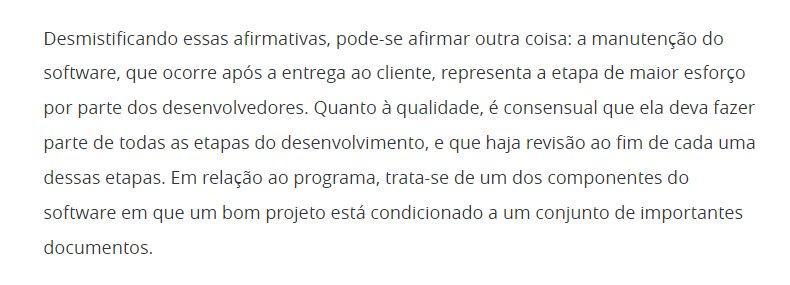 Desmistificando essas afirmativas, pode-se afirmar outra coisa: a manutenção do
software, que ocorre após a entrega ao cliente, representa a etapa de maior esforço
por parte dos desenvolvedores. Quanto à qualidade, é consensual que ela deva fazer
parte de todas as etapas do desenvolvimento, e que haja revisão ao fim de cada uma
dessas etapas. Em relação ao programa, trata-se de um dos componentes do
software em que um bom projeto está condicionado a um conjunto de importantes
documentos.